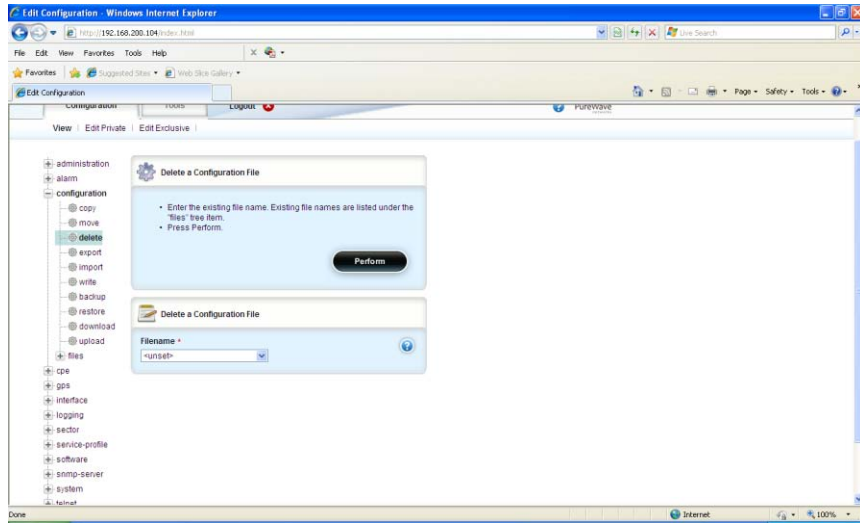 Edit Configuration - Windows Internet Explorer
http://192.168.200.104/index.html
Live Search
File Edit View Favorites Tools Help
Favorites Suggested Sites Web Slice Gallery
Edit Configuration
Page Safety Tools
Configuration Tools Logout PureWave
View Edit Private Edit Exclusive
administration
alarm
configuration
copy
move
delete
export
import
write
backup
restore
download
upload
files
cpe
gps
interface
logging
sector
service-profile
software
snmp-server
system
telnet
Delete a Configuration File
• Enter the existing file name. Existing file names are listed under the
"files" tree item.
• Press Perform.
Perform
Delete a Configuration File
Filename *
<unset>
Done Internet 100%